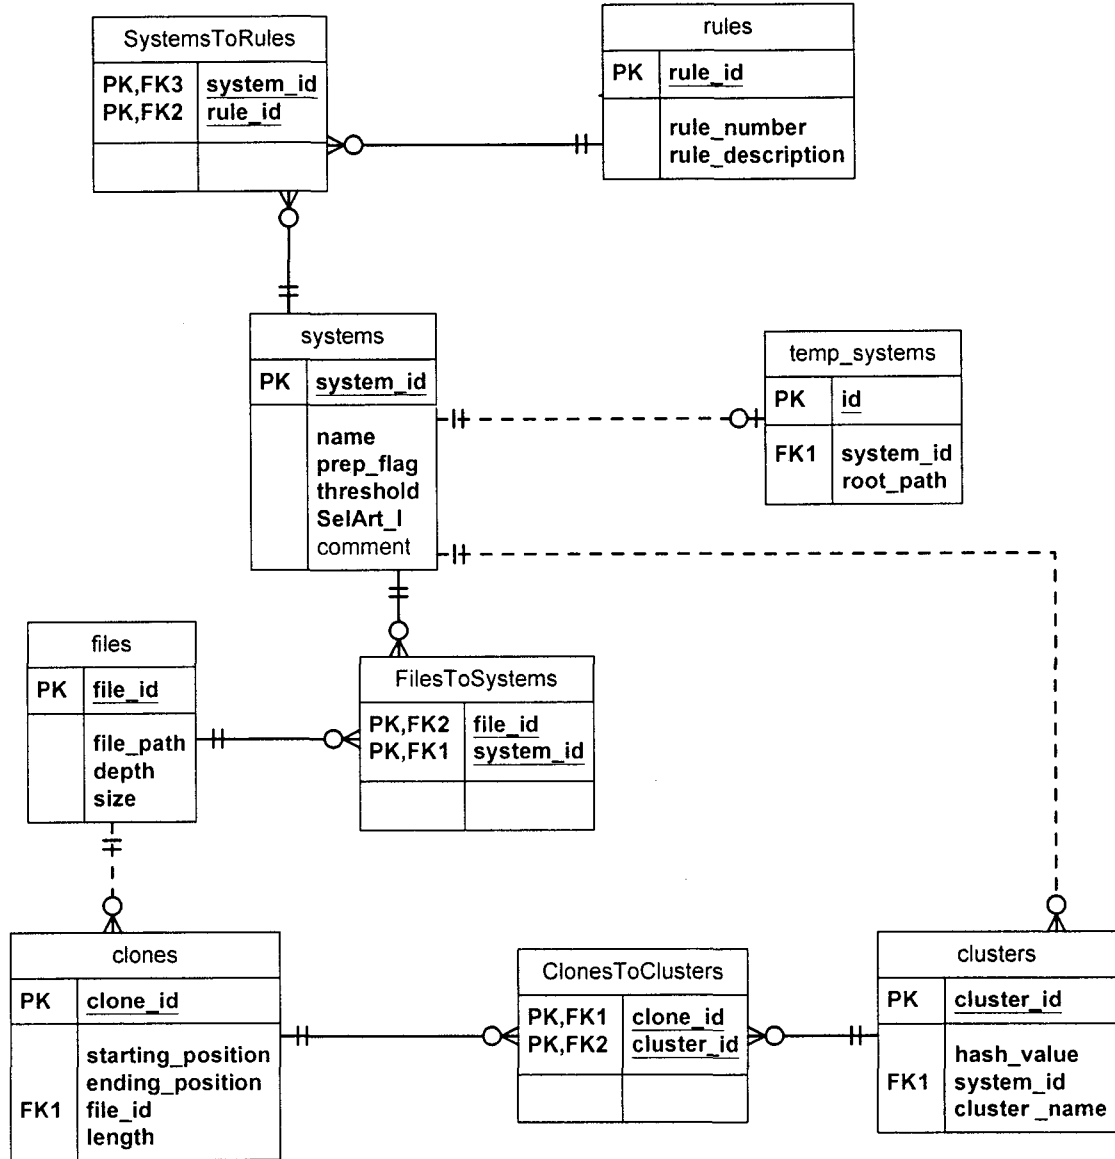 SystemsToRules
PK,FK3 system_id
PK,FK2 rule_id
rules
PK rule_id
rule_number
rule_description
systems
PK system_id
name
prep_flag
threshold
SelArt_I
comment
temp_systems
PK id
FK1 system_id
root_path
files
PK file_id
file_path
depth
size
FilesToSystems
PK,FK2 file_id
PK,FK1 system_id
clones
PK clone_id
starting_position
ending_position
FK1 file_id
length
ClonesToClusters
PK,FK1 clone_id
PK,FK2 cluster_id
clusters
PK cluster_id
hash_value
FK1 system_id
cluster _name